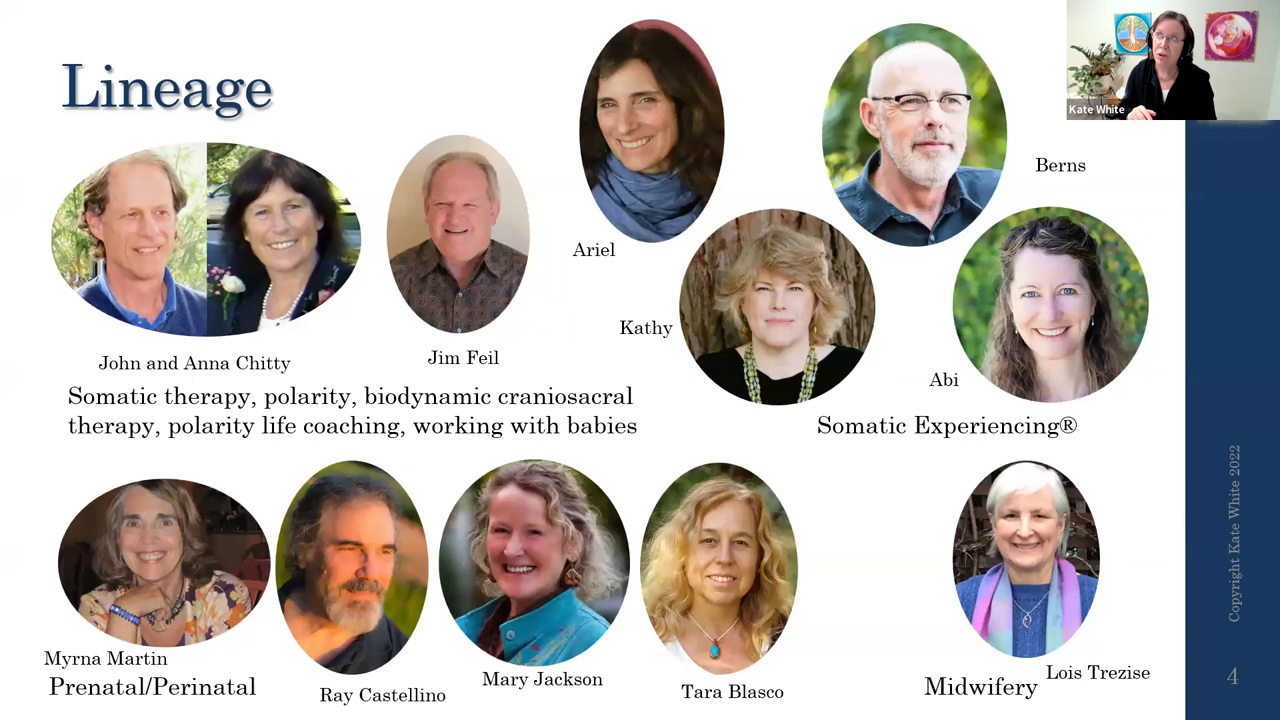 Lineage
Kate White
Berns
Ariel
Kathy
John and Anna Chitty
Jim Feil
Abi
Somatic therapy, polarity, biodynamic craniosacral
therapy, polarity life coaching, working with babies
Somatic Experiencing®
Myrna Martin
Prenatal/Perinatal
Ray Castellino
Mary Jackson
Tara Blasco
Midwifery
Lois Trezise
Copyright Kate White 2022
4